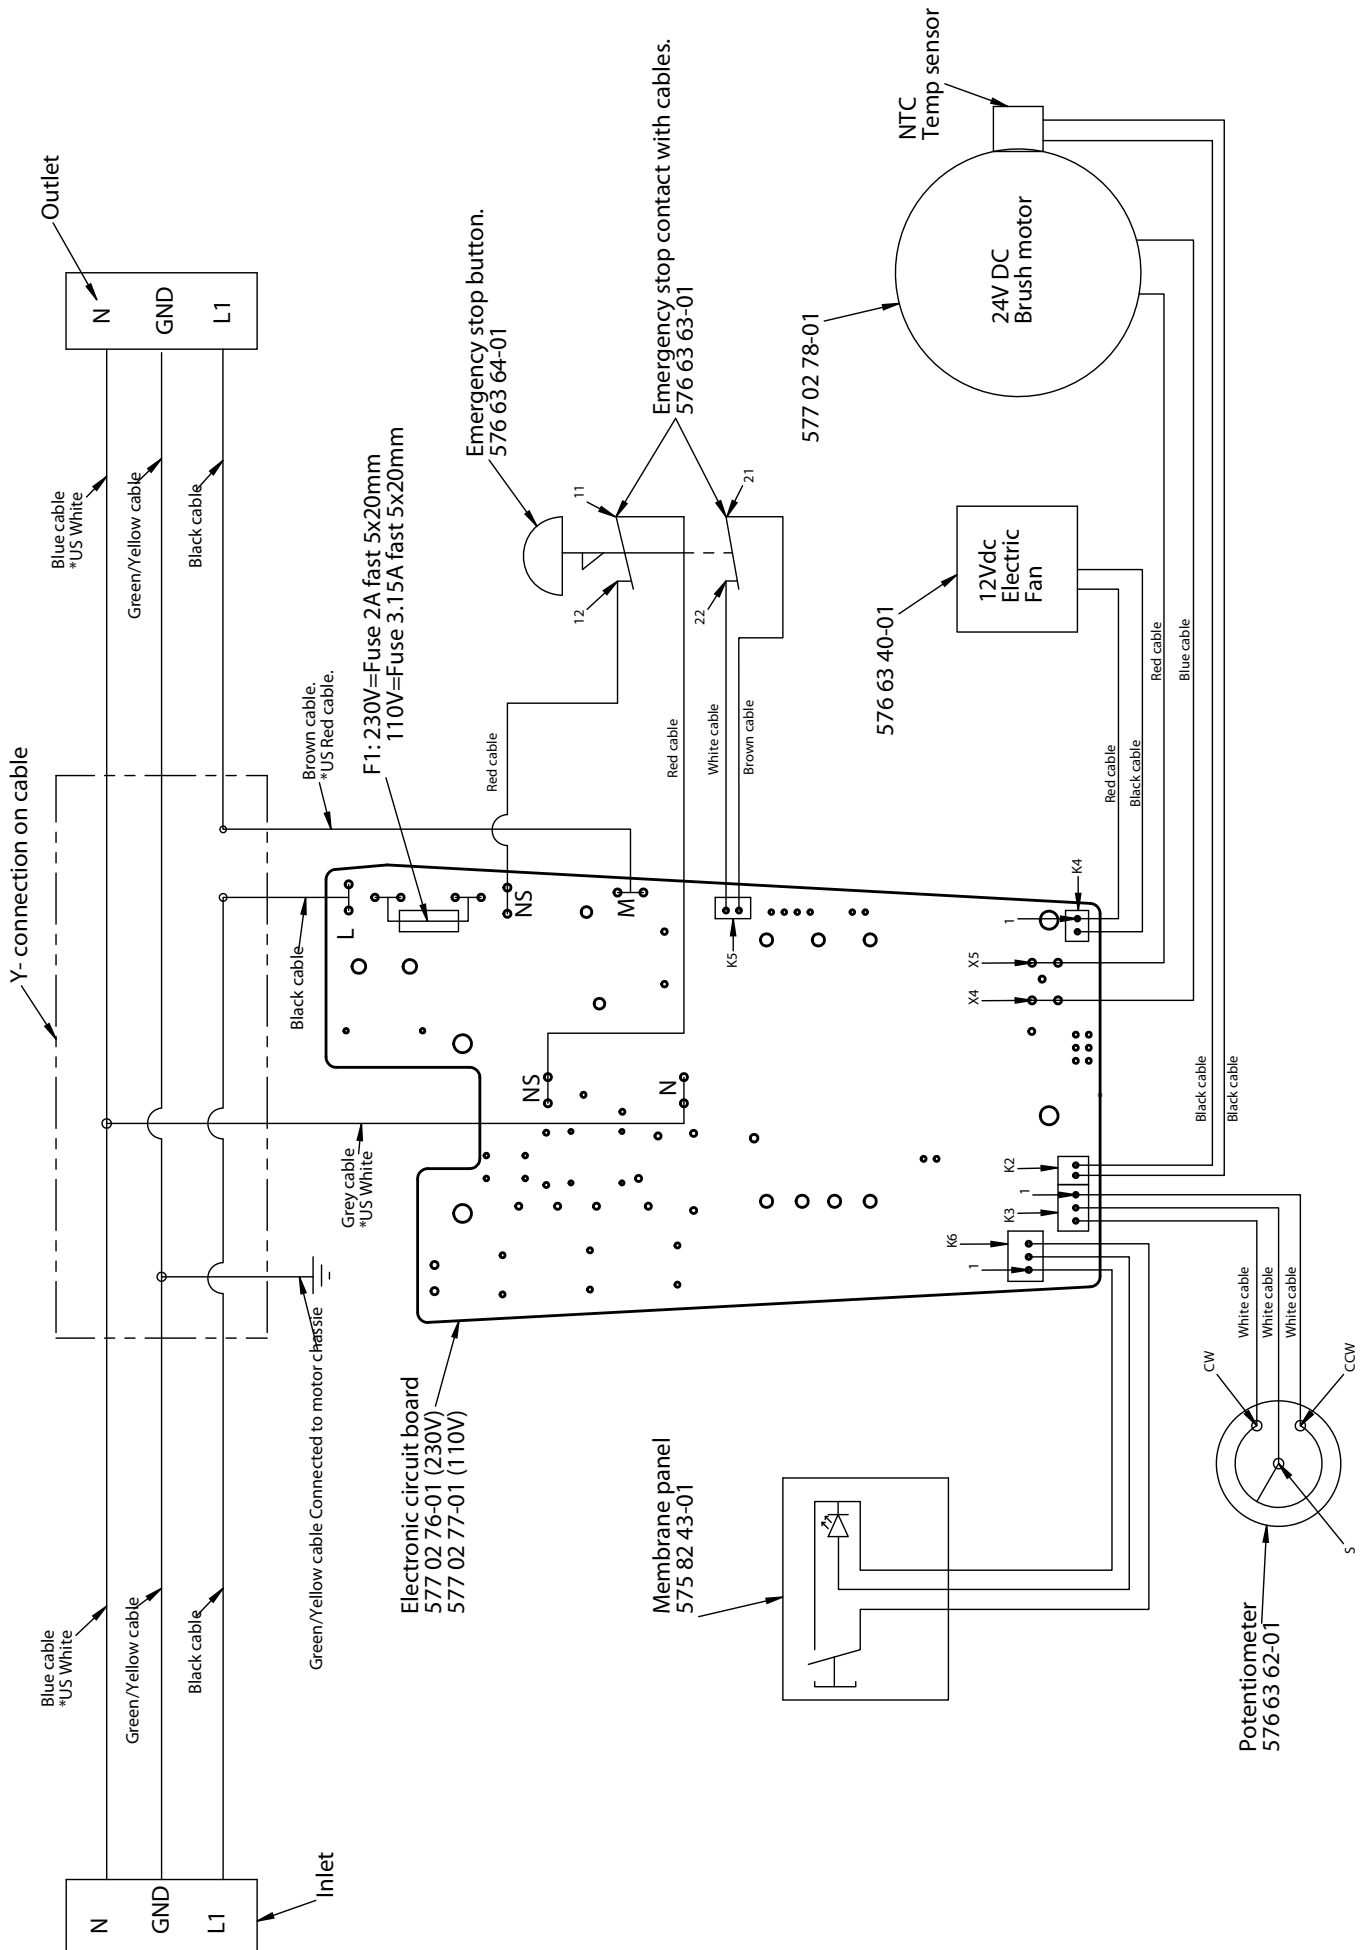 Y- connection on cable
Outlet
N
GND
L1
Blue cable
*US White
Green/Yellow cable
Black cable
Brown cable.
*US Red cable.
F1: 230V=Fuse 2A fast 5x20mm
110V=Fuse 3.15A fast 5x20mm
Emergency stop button.
576 63 64-01
Emergency stop contact with cables.
576 63 63-01
11
12
21
22
Red cable
Red cable
White cable
Brown cable
577 02 78-01
24V DC
Brush motor
NTC
Temp sensor
576 63 40-01
12Vdc
Electric
Fan
Red cable
Black cable
Red cable
Blue cable
Black cable
Black cable
Black cable
L
NS
M
K5
NS
N
1
K4
X5
X4
K2
1
K3
K6
1
Grey cable
*US White
Green/Yellow cable Connected to motor chassie
Electronic circuit board
577 02 76-01 (230V)
577 02 77-01 (110V)
Membrane panel
575 82 43-01
White cable
White cable
White cable
CW
CCW
S
Potentiometer
576 63 62-01
Blue cable
*US White
Green/Yellow cable
Black cable
N
GND
L1
Inlet